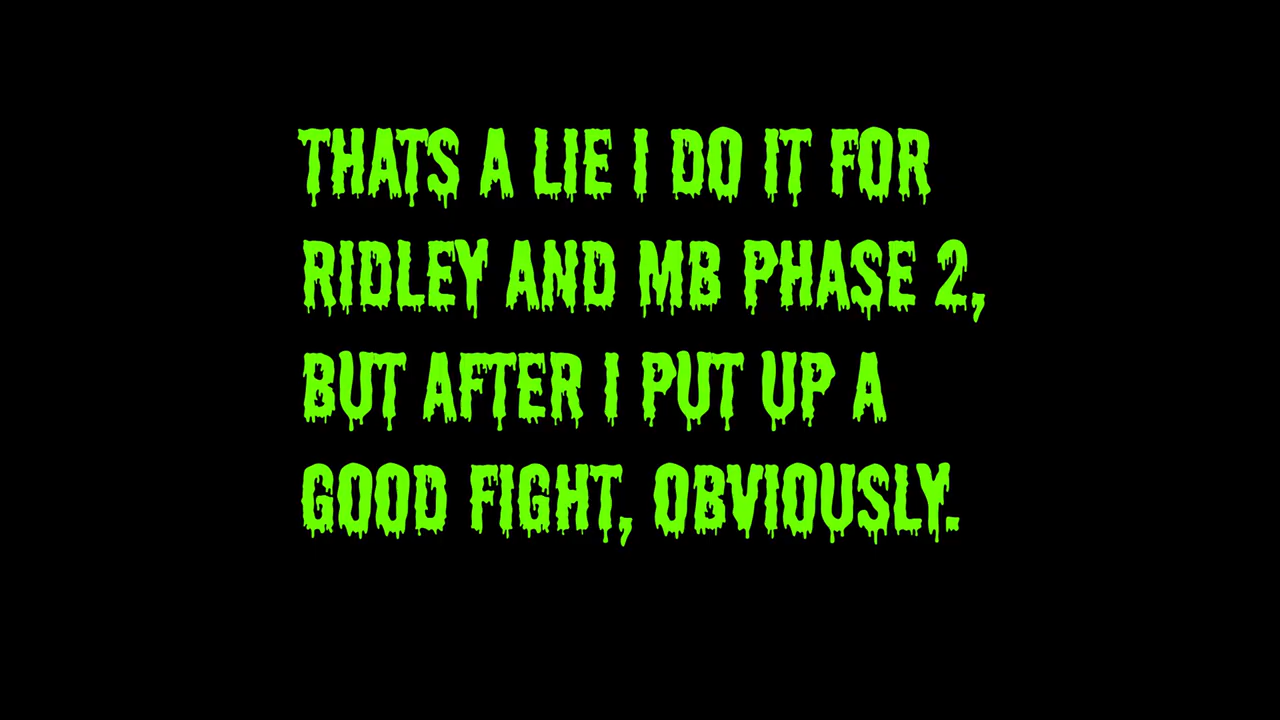 THATS A LIE I DO IT FOR
RIDLEY AND MB PHASE 2,
BUT AFTER I PUT UP A
GOOD FIGHT, OBVIOUSLY.